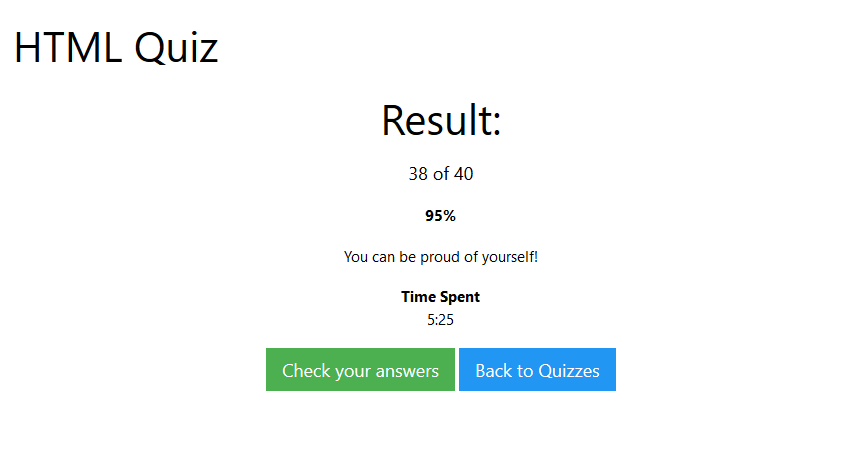 HTML Quiz
Result:
38 of 40
95%
You can be proud of yourself!
Time Spent
5:25
Check your answers Back to Quizzes